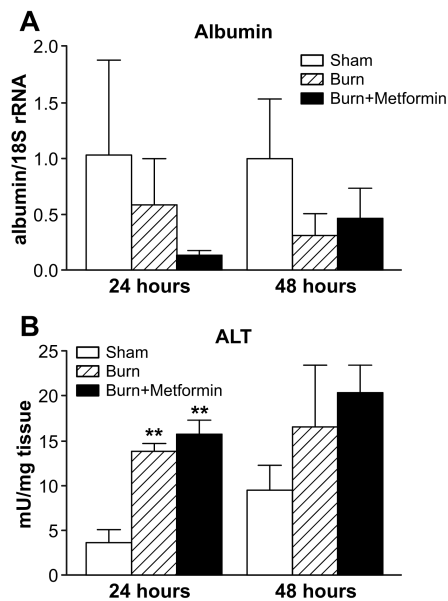 A
Albumin
Sham
Burn
Burn+Metformin
albumin/18S rRNA
2.0
1.5
1.0
0.5
0.0
24 hours 48 hours
B
ALT
Sham
Burn
Burn+Metformin
mU/mg tissue
25
20
15
10
5
0
** **
24 hours 48 hours